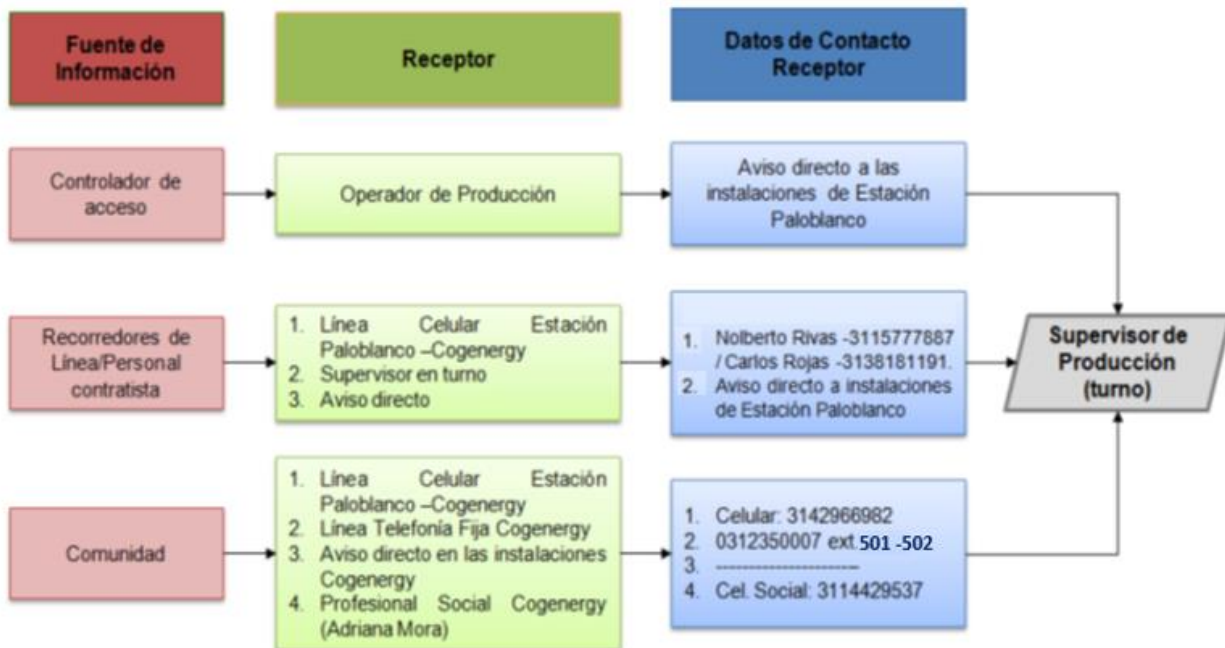 Fuente de
Información
Receptor
Datos de Contacto
Receptor
Controlador de
acceso
Operador de Producción
Aviso directo a las
instalaciones de Estación
Paloblanco
Recorredores de
Línea/Personal
contratista
1. Línea Celular Estación
Paloblanco –Cogenergy
2. Supervisor en turno
3. Aviso directo
1. Nolberto Rivas -3115777887
/ Carlos Rojas -3138181191.
2. Aviso directo a instalaciones
de Estación Paloblanco
Supervisor de
Producción
(turno)
Comunidad
1. Línea Celular Estación
Paloblanco –Cogenergy
2. Línea Telefonía Fija Cogenergy
3. Aviso directo en las instalaciones
Cogenergy
4. Profesional Social Cogenergy
(Adriana Mora)
1. Celular: 3142966982
2. 0312350007 ext.501 -502
3. ----------------------
4. Cel. Social: 3114429537